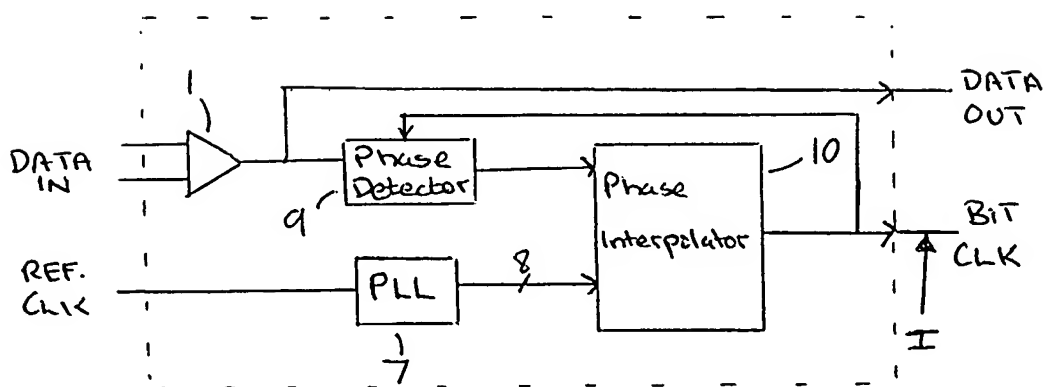 1
DATA
OUT
DATA
IN
Phase
Detector
9
Phase
Interpolator
10
BIT
CLK
REF.
CLK
PLL
7
8
I